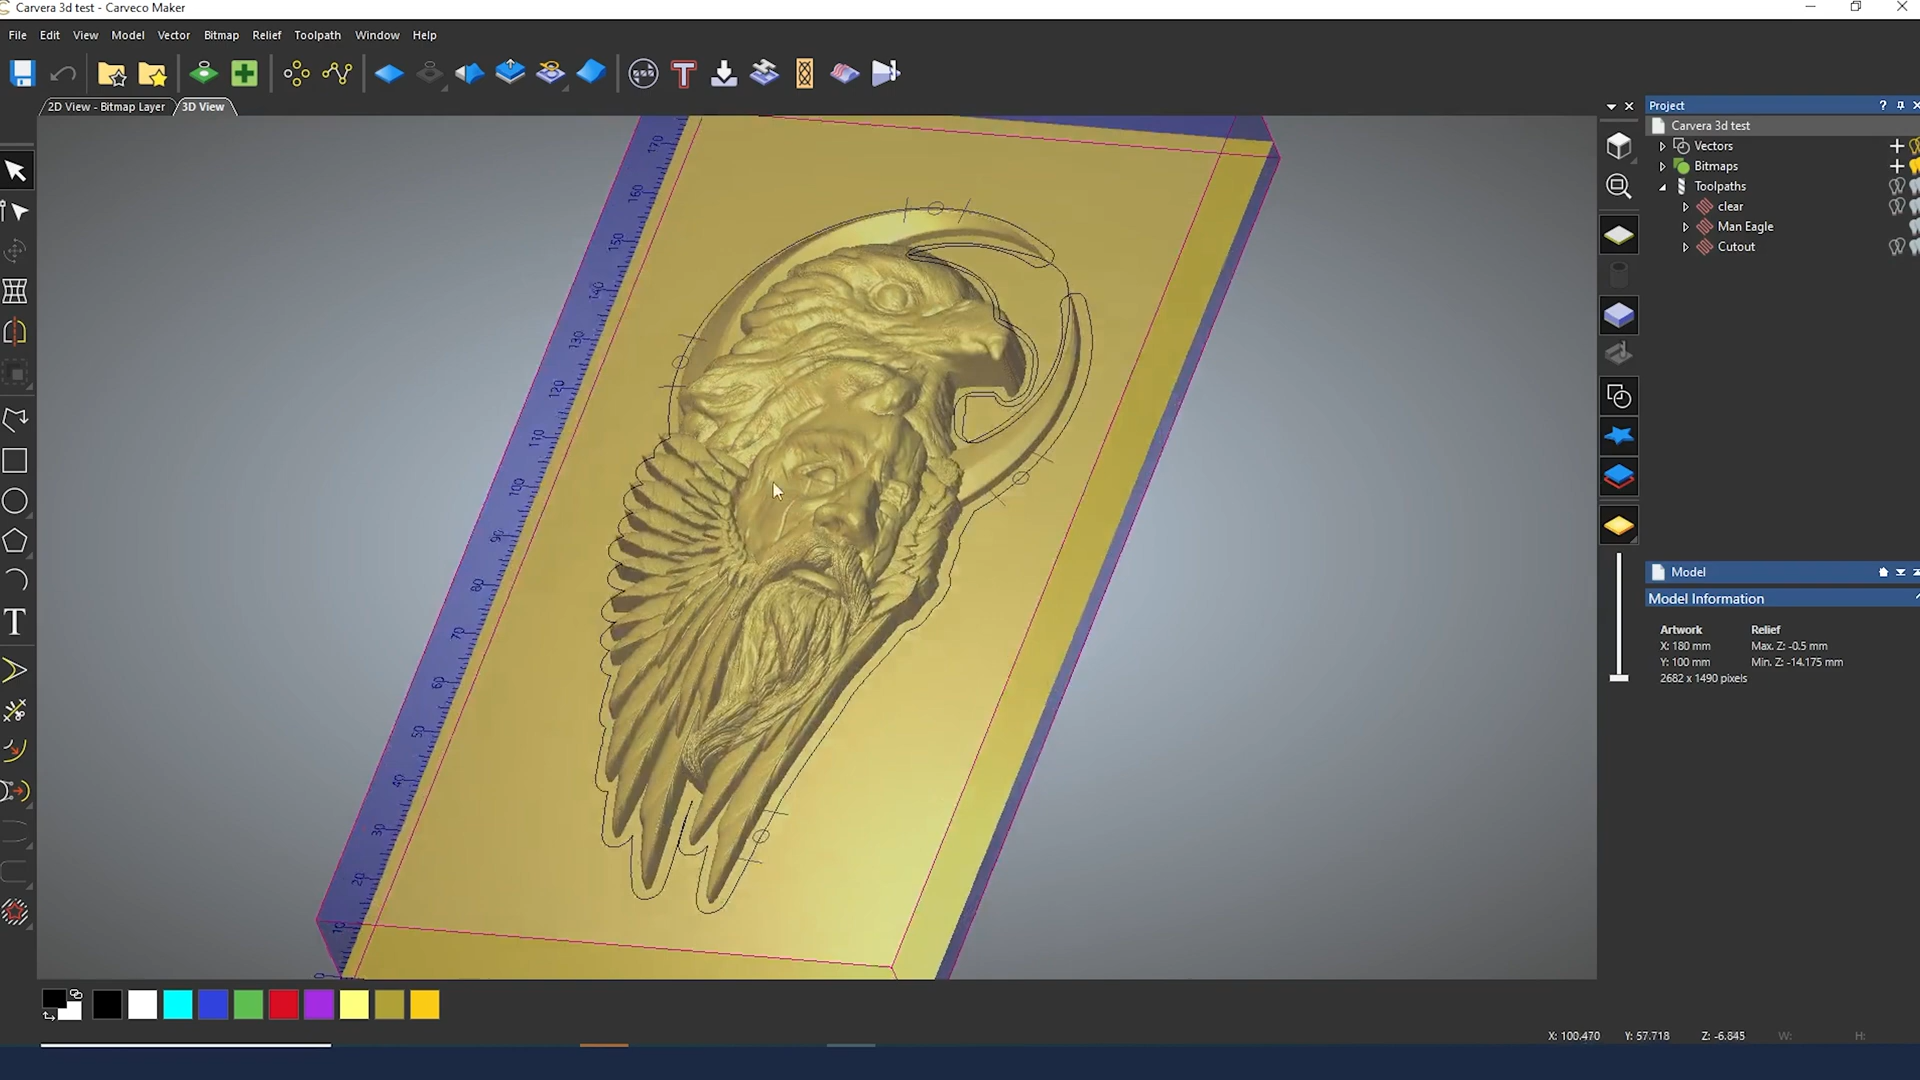 Carvera 3d test - Carveco Maker
File Edit View Model Vector Bitmap Relief Toolpath Window Help
2D View - Bitmap Layer 3D View
Project
Carvera 3d test
Vectors
Bitmaps
Toolpaths
clear
Man Eagle
Cutout
Model
Model Information
Artwork Relief
X: 180 mm Max. Z: -0.5 mm
Y: 100 mm Min. Z: -14.175 mm
2682 x 1490 pixels
170
160
150
140
130
120
110
100
90
80
70
60
50
40
30
20
10
0
T
X: 100.470 Y: 57.718 Z: -6.845 W: H: